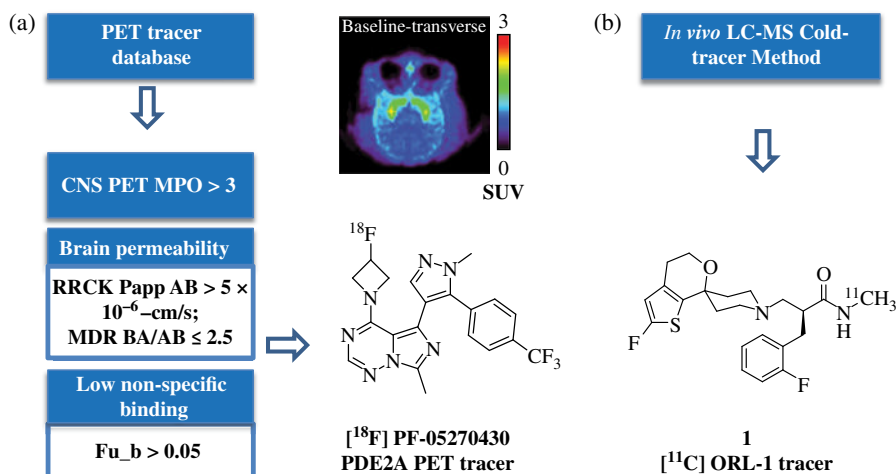 (a)
PET tracer
database
CNS PET MPO > 3
Brain permeability
RRCK Papp AB > 5 ×
10⁻⁶ –cm/s;
MDR BA/AB ≤ 2.5
Low non-specific
binding
Fu_b > 0.05
Baseline-transverse
3
0
SUV
¹⁸F
N
N
N
N
N
N
N
N
CF₃
CH₃
[¹⁸F] PF-05270430
PDE2A PET tracer
(b)
In vivo LC-MS Cold-
tracer Method
O
N
O
¹¹CH₃
N
H
S
F
F
1
[¹¹C] ORL-1 tracer